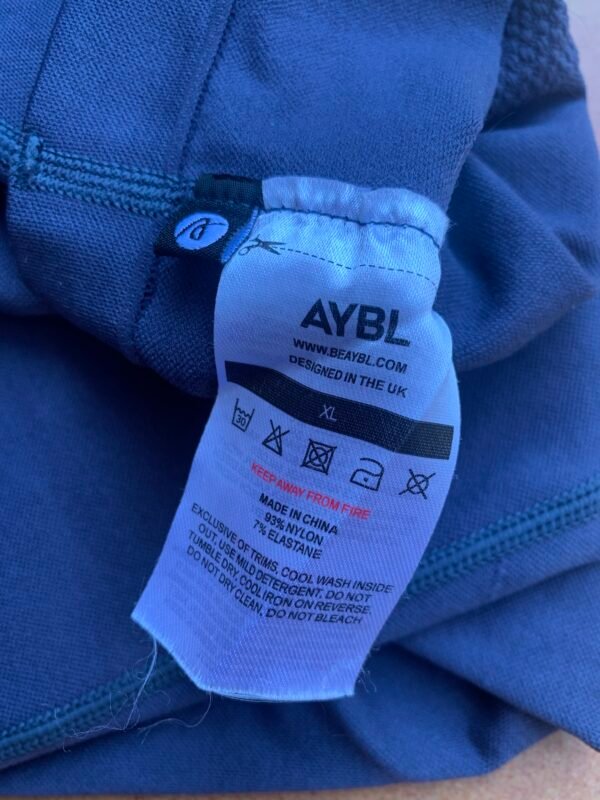 AYBL
WWW.BEAYBL.COM
DESIGNED IN THE UK
XL
30
KEEP AWAY FROM FIRE
MADE IN CHINA
93% NYLON
7% ELASTANE
EXCLUSIVE OF TRIMS. COOL WASH INSIDE
OUT. USE MILD DETERGENT. DO NOT
TUMBLE DRY. COOL IRON ON REVERSE.
DO NOT DRY CLEAN. DO NOT BLEACH